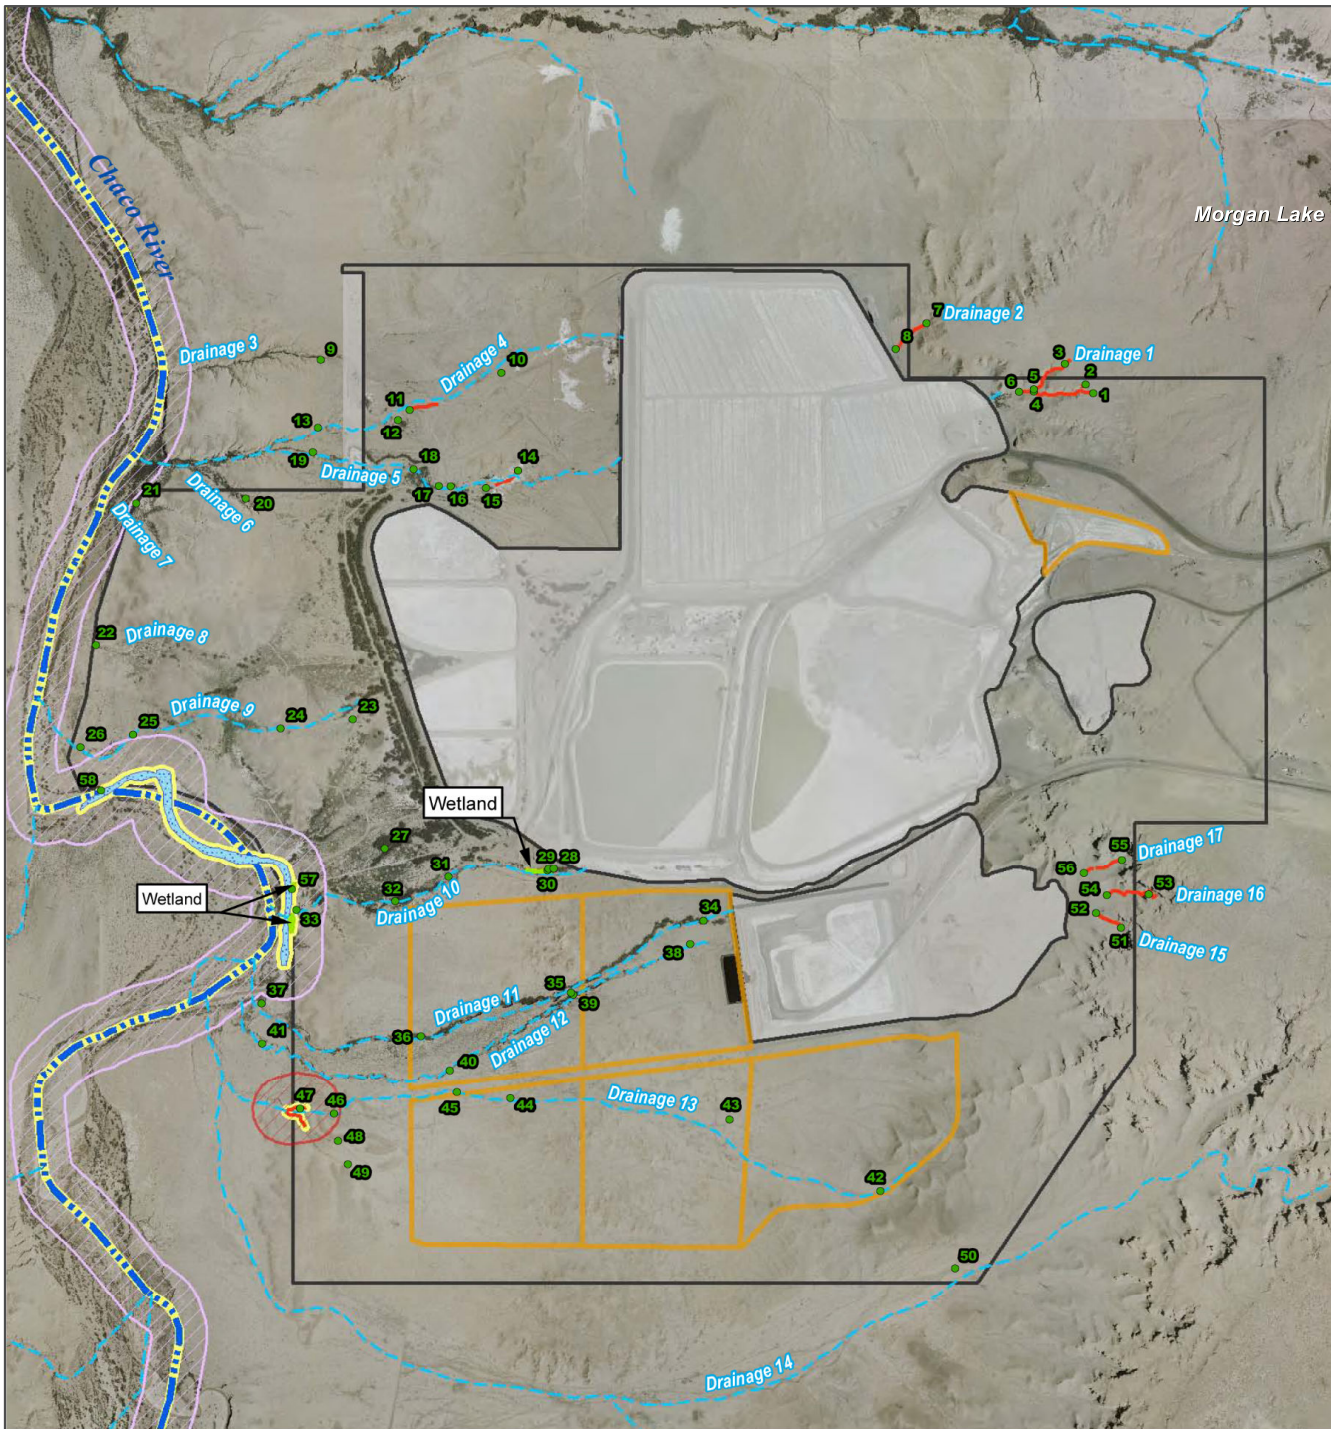 Chaco River
Morgan Lake
7
Drainage 2
8
3
Drainage 1
5
2
6
4
1
Drainage 3
9
Drainage 4
10
11
12
13
18
14
19
Drainage 5
17
16
15
21
20
Drainage 6
Drainage 7
22
Drainage 8
Drainage 9
23
24
25
26
58
Wetland
27
29
28
31
30
55
Drainage 17
56
57
32
Drainage 10
54
53
Drainage 16
Wetland
33
52
51
Drainage 15
34
38
35
37
Drainage 11
39
36
Drainage 12
41
40
47
46
45
44
Drainage 13
43
48
49
42
50
Drainage 14